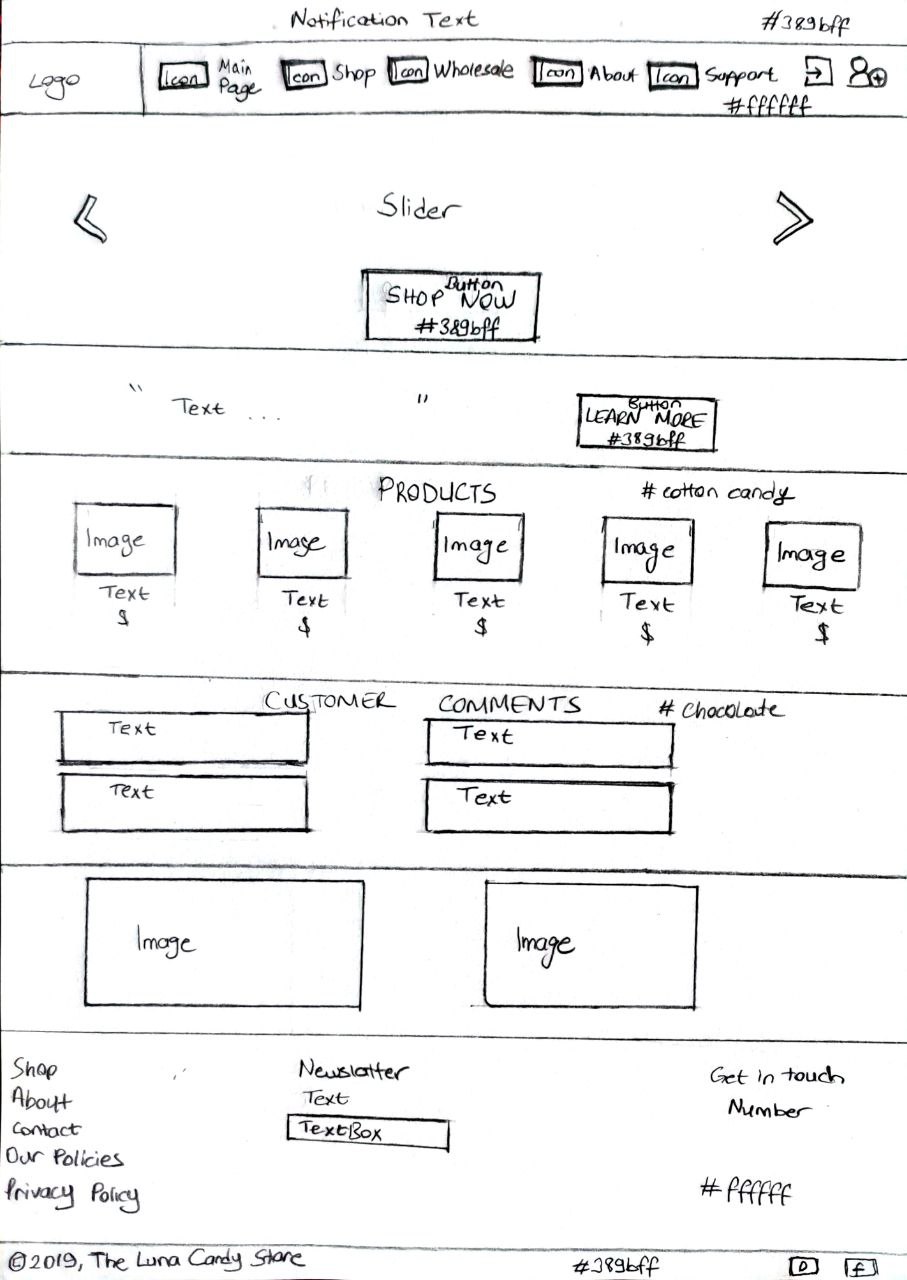 Notification Text #389bff
Logo
Icon Main Page
Icon Shop
Icon Wholesale
Icon About
Icon Support
#ffffff
Slider
Button
SHOP NOW
#389bff
" Text ... "
Button
LEARN MORE
#389bff
PRODUCTS # cotton candy
Image Image Image Image Image
Text Text Text Text Text
$ $ $ $ $
CUSTOMER COMMENTS # Chocolate
Text Text
Text Text
Image Image
Shop
About
Contact
Our Policies
Privacy Policy
Newslatter
Text
TextBox
Get in touch
Number
#ffffff
©2019, The Luna Candy Store #389bff f